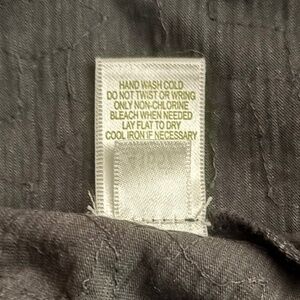 HAND WASH COLD
DO NOT TWIST OR WRING
ONLY NON-CHLORINE
BLEACH WHEN NEEDED
LAY FLAT TO DRY
COOL IRON IF NECESSARY